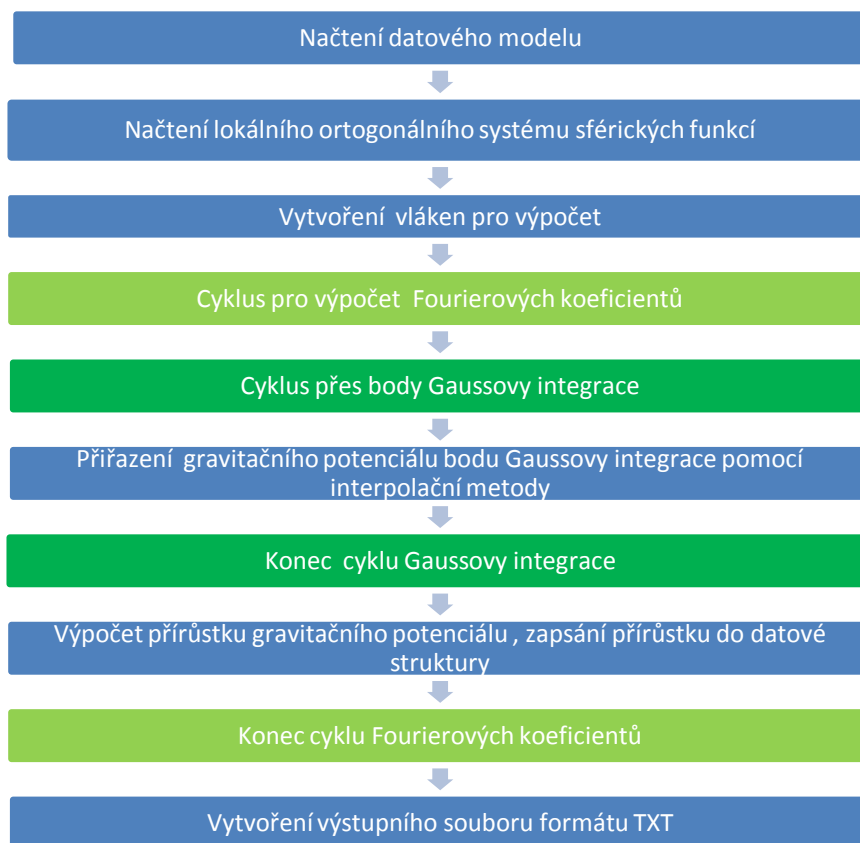 Načtení datového modelu
Načtení lokálního ortogonálního systému sférických funkcí
Vytvoření vláken pro výpočet
Cyklus pro výpočet Fourierových koeficientů
Cyklus přes body Gaussovy integrace
Přiřazení gravitačního potenciálu bodu Gaussovy integrace pomocí
interpolační metody
Konec cyklu Gaussovy integrace
Výpočet přírůstku gravitačního potenciálu , zapsání přírůstku do datové
struktury
Konec cyklu Fourierových koeficientů
Vytvoření výstupního souboru formátu TXT